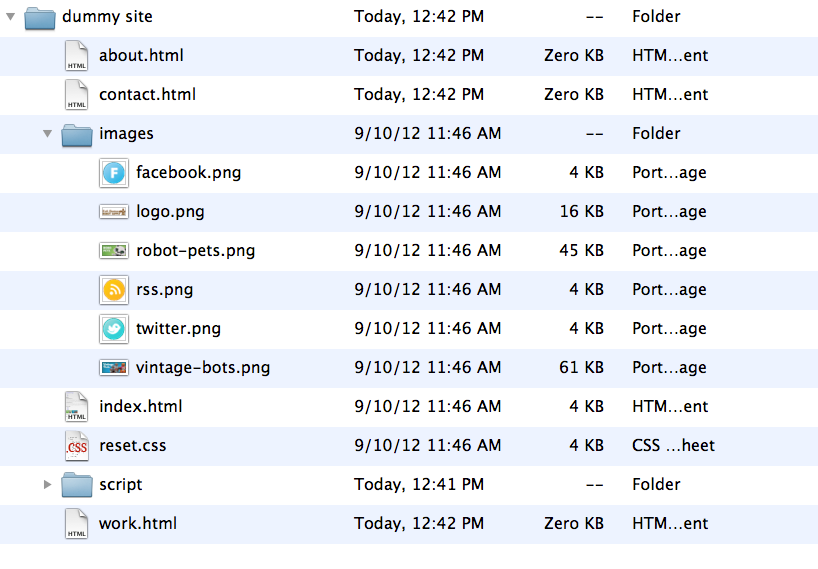 dummy site Today, 12:42 PM -- Folder
HTML about.html Today, 12:42 PM Zero KB HTM...ent
HTML contact.html Today, 12:42 PM Zero KB HTM...ent
images 9/10/12 11:46 AM -- Folder
F facebook.png 9/10/12 11:46 AM 4 KB Port...age
logo.png 9/10/12 11:46 AM 16 KB Port...age
robot-pets.png 9/10/12 11:46 AM 45 KB Port...age
rss.png 9/10/12 11:46 AM 4 KB Port...age
twitter.png 9/10/12 11:46 AM 4 KB Port...age
vintage-bots.png 9/10/12 11:46 AM 61 KB Port...age
HTML index.html 9/10/12 11:46 AM 4 KB HTM...ent
.CSS reset.css 9/10/12 11:46 AM 4 KB CSS ...heet
script Today, 12:41 PM -- Folder
HTML work.html Today, 12:42 PM Zero KB HTM...ent